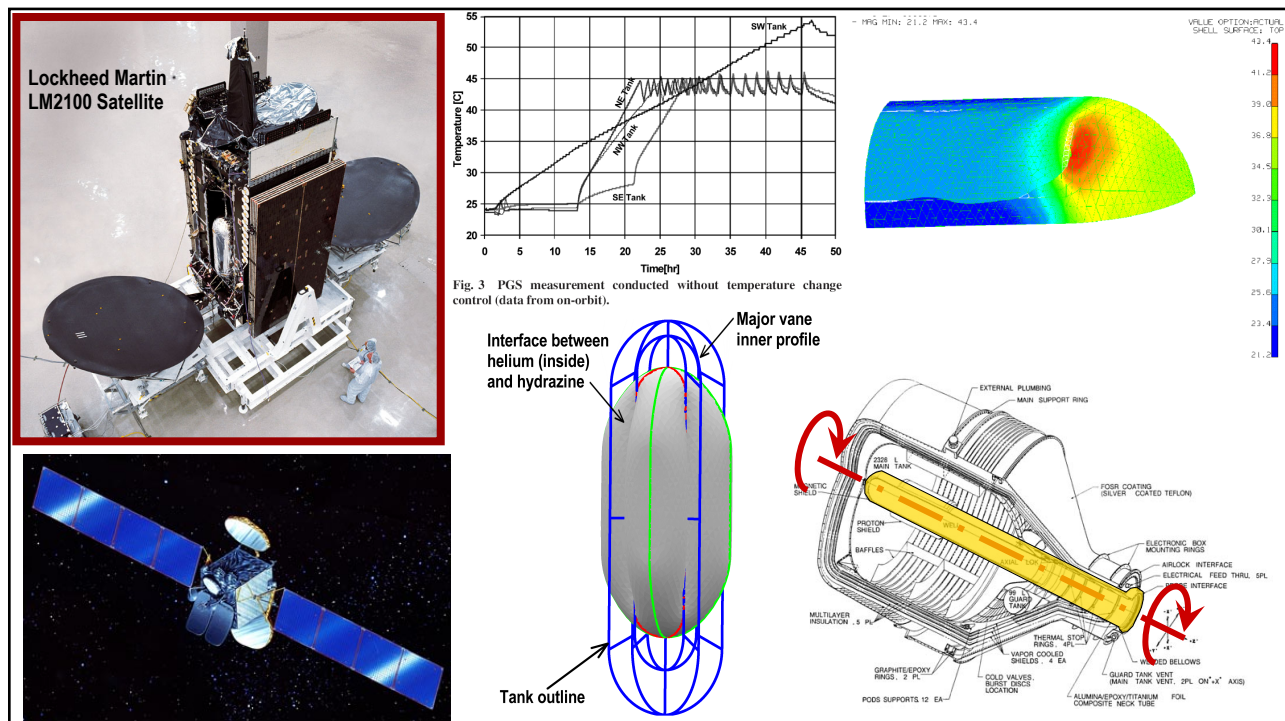 Lockheed Martin
LM2100 Satellite
55
50
45
40
35
30
25
20
Temperature [C]
SW Tank
NE Tank
NW Tank
SE Tank
0 5 10 15 20 25 30 35 40 45 50
Time[hr]
Fig. 3 PGS measurement conducted without temperature change
control (data from on-orbit).
- MAG MIN: 21.2 MAX: 43.4
VALUE OPTION:ACTUAL
SHELL SURFACE: TOP
43.4
41.2
39.0
36.8
34.5
32.3
30.1
27.9
25.6
23.4
21.2
Interface between
helium (inside)
and hydrazine
Major vane
inner profile
Tank outline
EXTERNAL PLUMBING
MAIN SUPPORT RING
2328 L
MAIN TANK
MAGNETIC
SHIELD
PROTON
SHIELD
BAFFLES
WELL
AXIAL LOK
99 L
GUARD
TANK
FOSR COATING
(SILVER COATED TEFLON)
ELECTRONIC BOX
MOUNTING RINGS
AIRLOCK INTERFACE
ELECTRICAL FEED THRU, 5PL
PROBE INTERFACE
MULTILAYER
INSULATION , 5 PL
GRAPHITE/EPOXY
RINGS, 2 PL
PODS SUPPORTS 12 EA
COLD VALVES,
BURST DISCS
LOCATION
VAPOR COOLED
SHIELDS . 4 EA
THERMAL STOP
RINGS, 4PL
WELDED BELLOWS
GUARD TANK VENT
(MAIN TANK VENT, 2PL ON "+X" AXIS)
ALUMINA/EPOXY/TITANIUM FOIL
COMPOSITE NECK TUBE